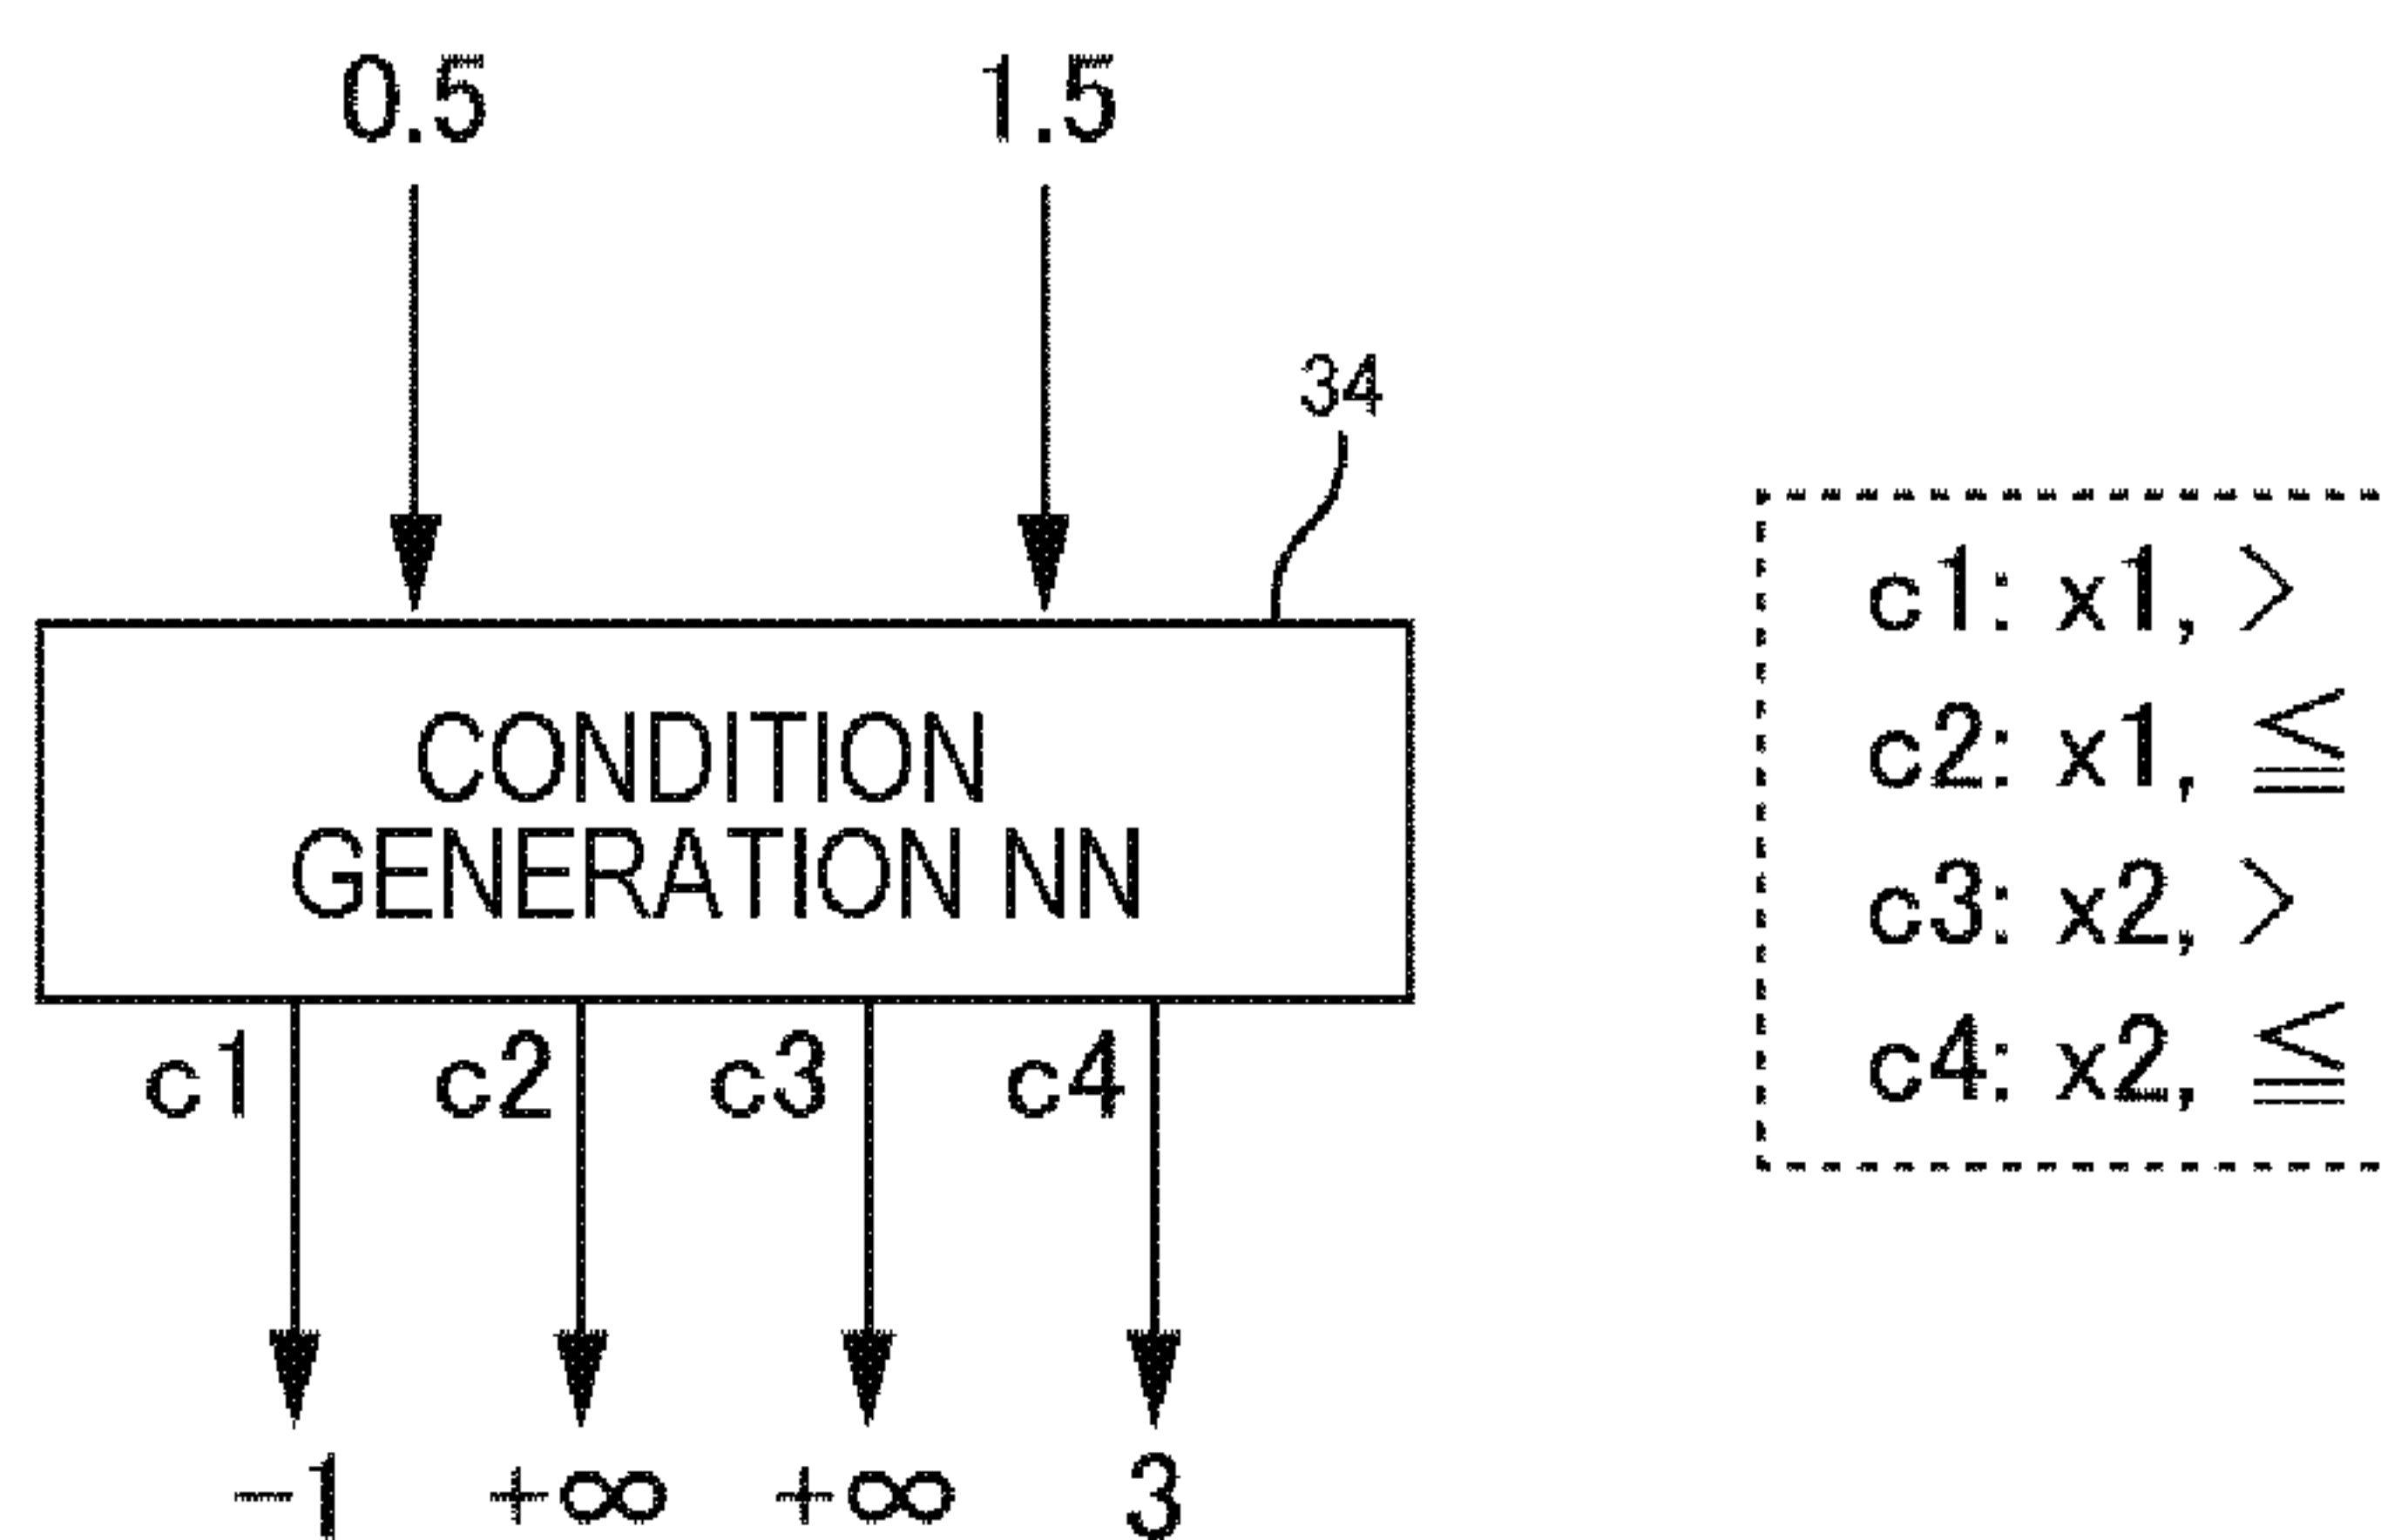 0.5 1.5
34
CONDITION
GENERATION NN
c1: x1, >
c2: x1, ≦
c3: x2, >
c4: x2, ≦
c1 c2 c3 c4
-1 +∞ +∞ 3